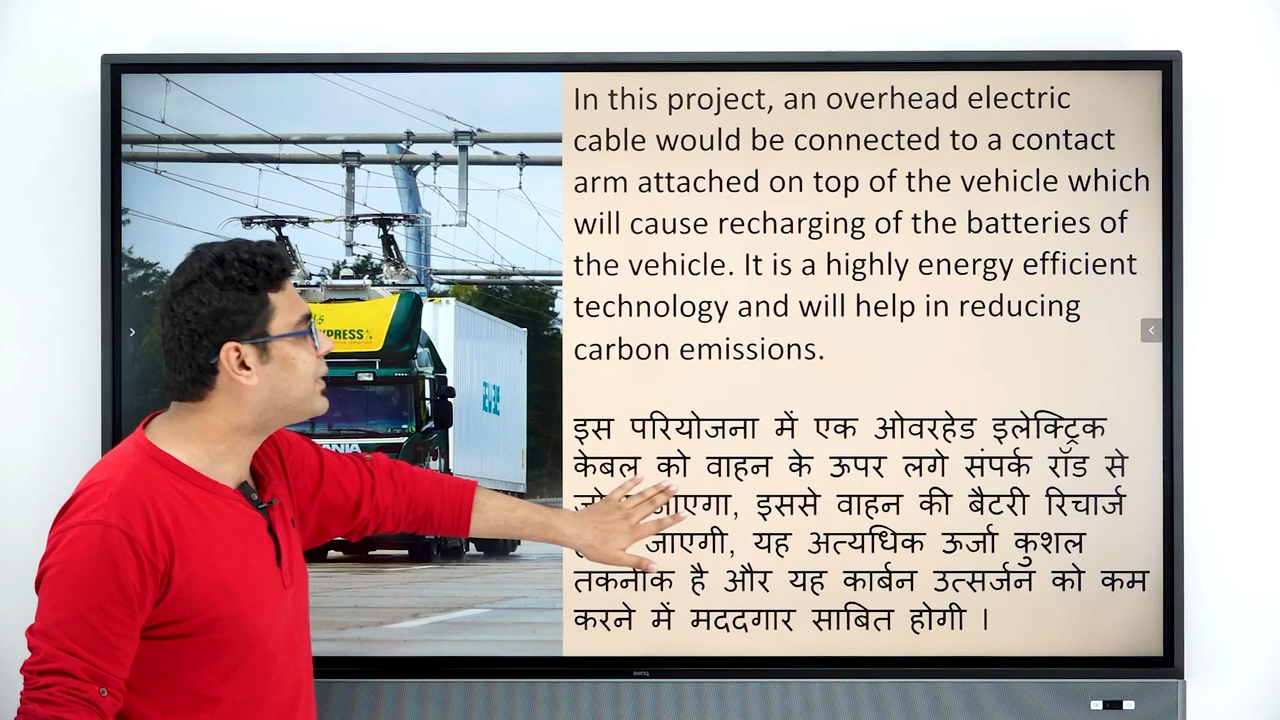 In this project, an overhead electric
cable would be connected to a contact
arm attached on top of the vehicle which
will cause recharging of the batteries of
the vehicle. It is a highly energy efficient
technology and will help in reducing
carbon emissions.
इस परियोजना में एक ओवरहेड इलेक्ट्रिक
केबल को वाहन के ऊपर लगे संपर्क रॉड से
जाएगा, इससे वाहन की बैटरी रिचार्ज
जाएगी, यह अत्यधिक ऊर्जा कुशल
तकनीक है और यह कार्बन उत्सर्जन को कम
करने में मददगार साबित होगी ।
BenQ